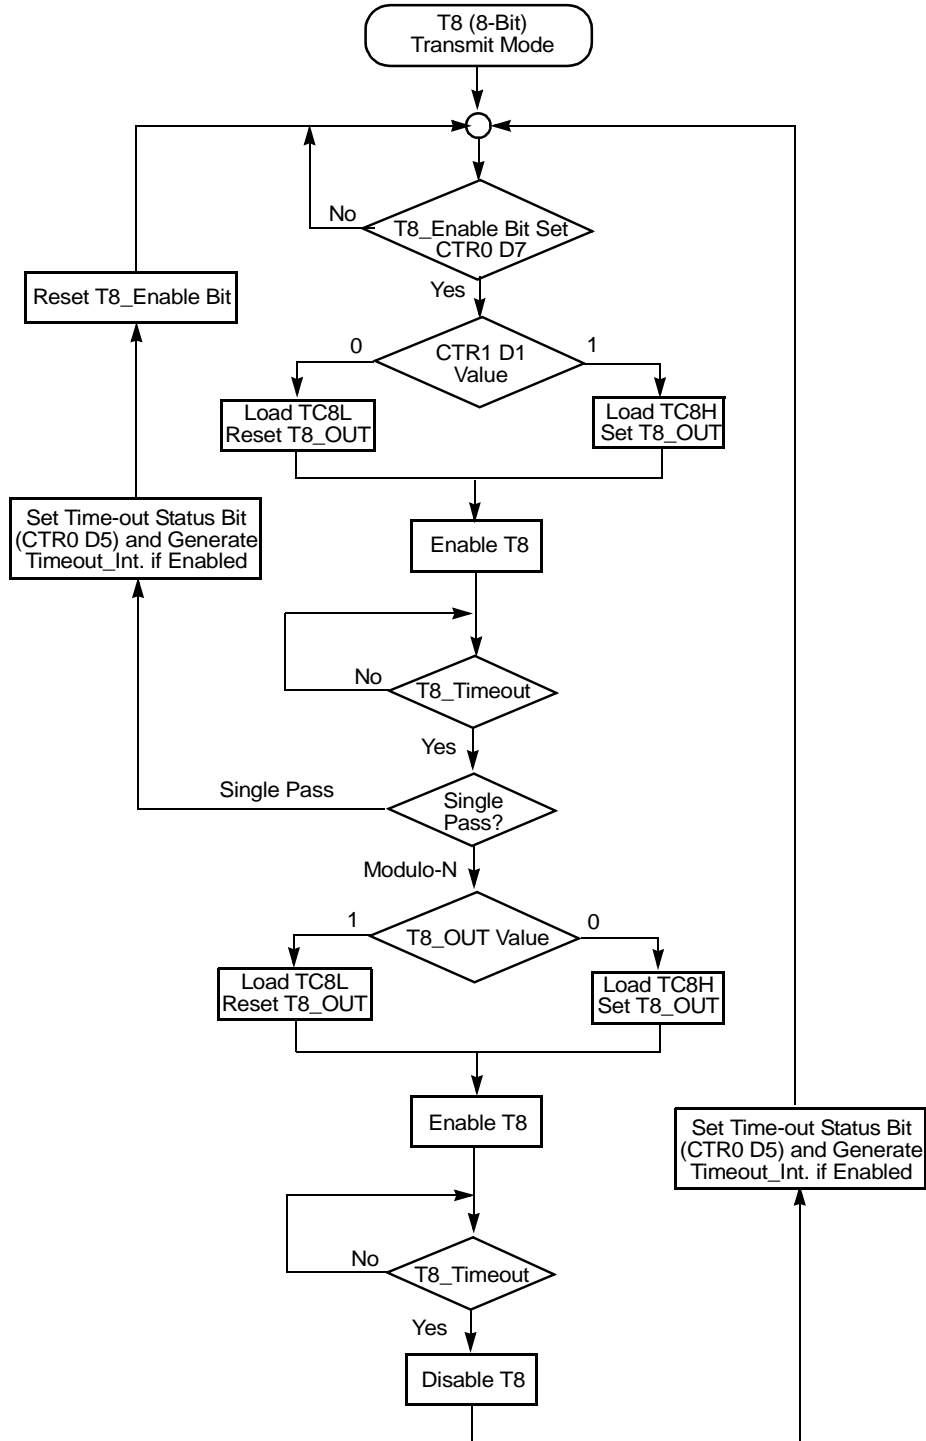 T8 (8-Bit)
Transmit Mode
No
T8_Enable Bit Set
CTR0 D7
Yes
Reset T8_Enable Bit
0
CTR1 D1
Value
1
Load TC8L
Reset T8_OUT
Load TC8H
Set T8_OUT
Set Time-out Status Bit
(CTR0 D5) and Generate
Timeout_Int. if Enabled
Enable T8
No
T8_Timeout
Yes
Single Pass
Single
Pass?
Modulo-N
1
T8_OUT Value
0
Load TC8L
Reset T8_OUT
Load TC8H
Set T8_OUT
Enable T8
Set Time-out Status Bit
(CTR0 D5) and Generate
Timeout_Int. if Enabled
No
T8_Timeout
Yes
Disable T8